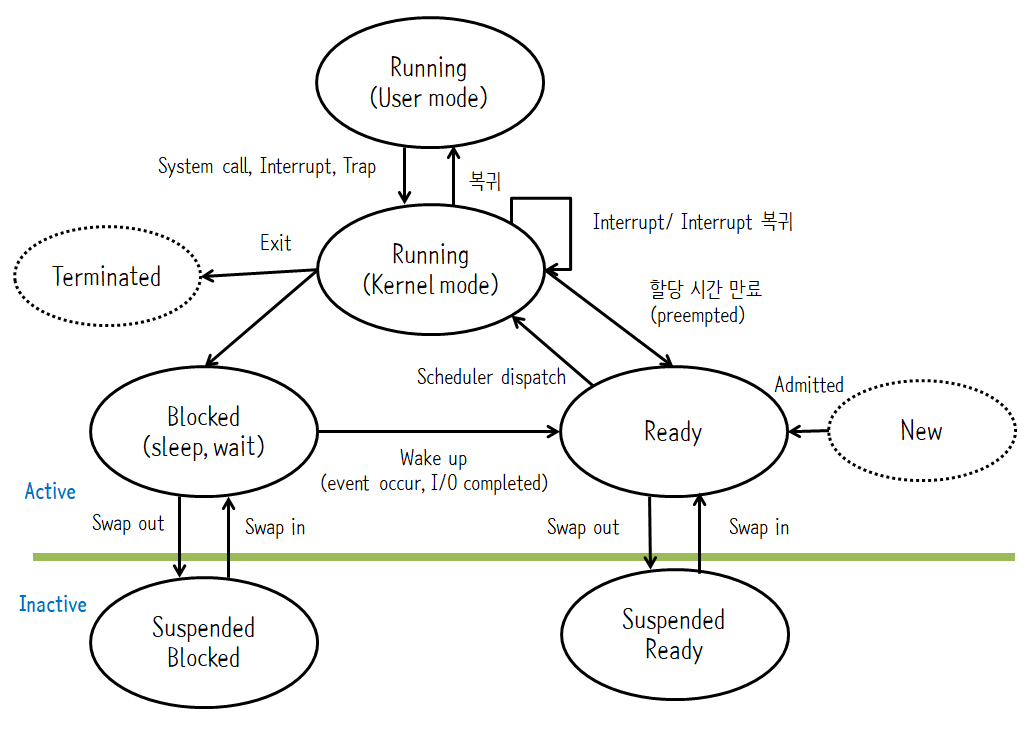 Running
(User mode)
System call, Interrupt, Trap
복귀
Interrupt/ Interrupt 복귀
Exit
Terminated
Running
(Kernel mode)
할당 시간 만료
(preempted)
Scheduler dispatch
Admitted
Blocked
(sleep, wait)
Ready
New
Wake up
(event occur, I/O completed)
Active
Swap out
Swap in
Swap out
Swap in
Inactive
Suspended
Blocked
Suspended
Ready